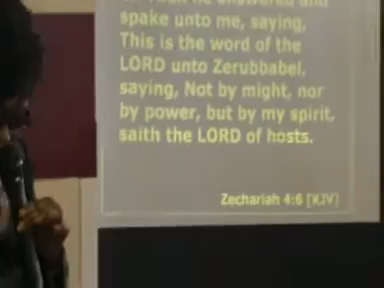 spake unto me, saying,
This is the word of the
LORD unto Zerubbabel,
saying, Not by might, nor
by power, but by my spirit,
saith the LORD of hosts.
Zechariah 4:6 [KJV]